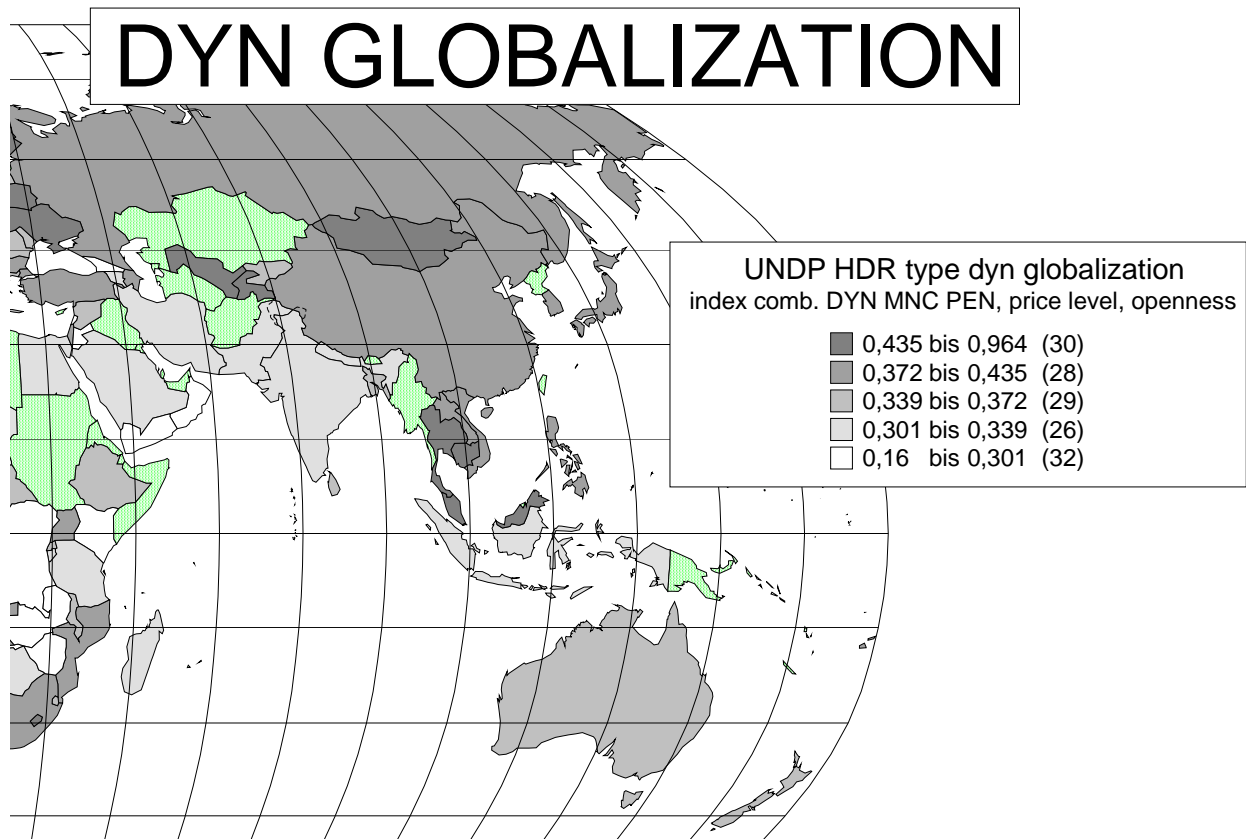 DYN GLOBALIZATION
UNDP HDR type dyn globalization
index comb. DYN MNC PEN, price level, openness
0,435 bis 0,964 (30)
0,372 bis 0,435 (28)
0,339 bis 0,372 (29)
0,301 bis 0,339 (26)
0,16 bis 0,301 (32)